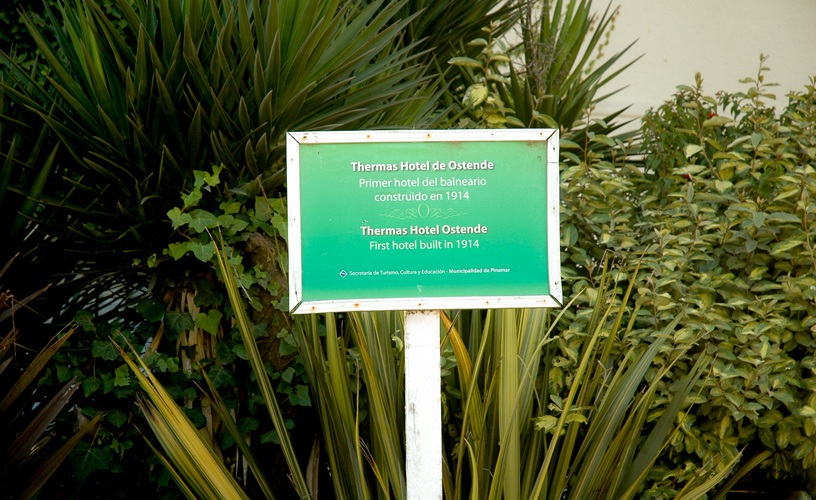 Thermas Hotel de Ostende
Primer hotel del balneario
construido en 1914
Thermas Hotel Ostende
First hotel built in 1914
Secretaría de Turismo, Cultura y Educación - Municipalidad de Pinamar